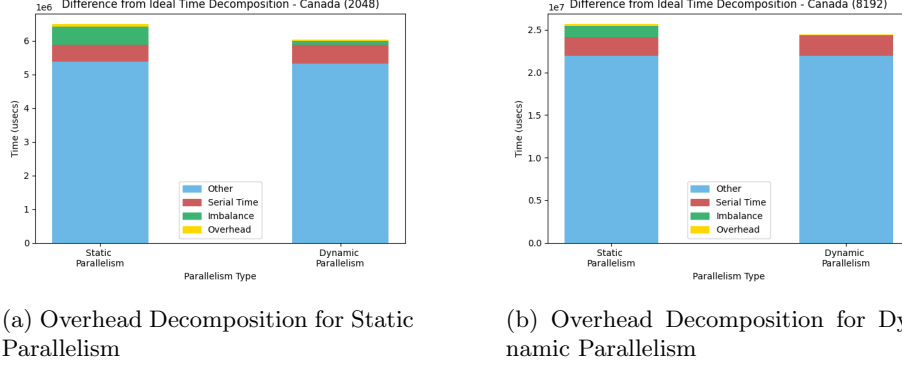 Difference from Ideal Time Decomposition - Canada (2048)
1e6
6
5
4
3
2
1
0
Time (usecs)
Other
Serial Time
Imbalance
Overhead
Static
Parallelism
Dynamic
Parallelism
Parallelism Type
(a) Overhead Decomposition for Static
Parallelism
Difference from Ideal Time Decomposition - Canada (8192)
1e7
2.5
2.0
1.5
1.0
0.5
0.0
Time (usecs)
Other
Serial Time
Imbalance
Overhead
Static
Parallelism
Dynamic
Parallelism
Parallelism Type
(b) Overhead Decomposition for Dy
namic Parallelism